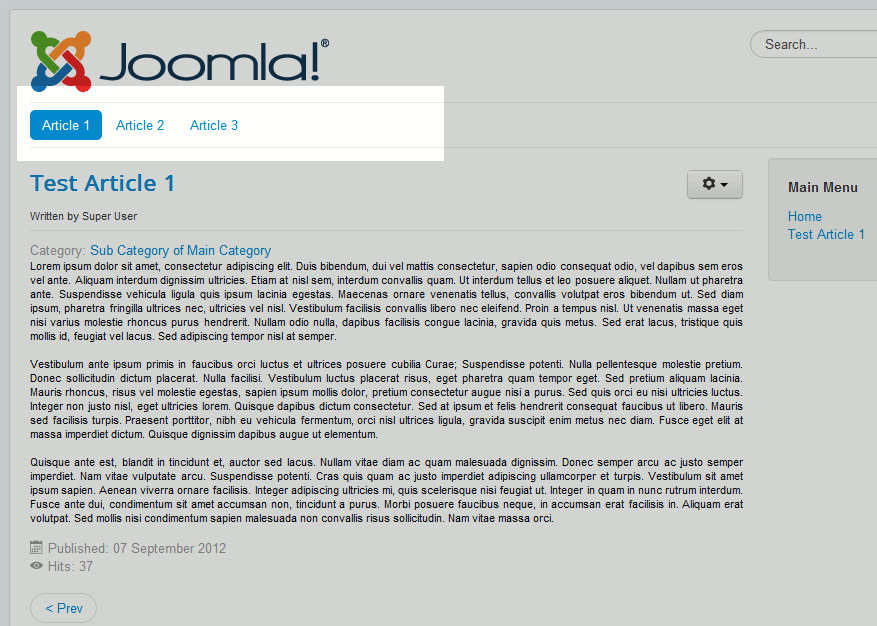 Joomla!®
Search...
Article 1 Article 2 Article 3
Test Article 1
Written by Super User
Category: Sub Category of Main Category
Lorem ipsum dolor sit amet, consectetur adipiscing elit. Duis bibendum, dui vel mattis consectetur, sapien odio consequat odio, vel dapibus sem eros
vel ante. Aliquam interdum dignissim ultricies. Etiam at nisl sem, interdum convallis quam. Ut interdum tellus et leo posuere aliquet. Nullam ut pharetra
ante. Suspendisse vehicula ligula quis ipsum lacinia egestas. Maecenas ornare venenatis tellus, convallis volutpat eros bibendum ut. Sed diam
ipsum, pharetra fringilla ultrices nec, ultricies vel nisl. Vestibulum facilisis convallis libero nec eleifend. Proin a tempus nisl. Ut venenatis massa eget
nisi varius molestie rhoncus purus hendrerit. Nullam odio nulla, dapibus facilisis congue lacinia, gravida quis metus. Sed erat lacus, tristique quis
mollis id, feugiat vel lacus. Sed adipiscing tempor nisl at semper.
Vestibulum ante ipsum primis in faucibus orci luctus et ultrices posuere cubilia Curae; Suspendisse potenti. Nulla pellentesque molestie pretium.
Donec sollicitudin dictum placerat. Nulla facilisi. Vestibulum luctus placerat risus, eget pharetra quam tempor eget. Sed pretium aliquam lacinia.
Mauris rhoncus, risus vel molestie egestas, sapien ipsum mollis dolor, pretium consectetur augue nisi a purus. Sed quis orci eu nisi ultricies luctus.
Integer non justo nisl, eget ultricies lorem. Quisque dapibus dictum consectetur. Sed at ipsum et felis hendrerit consequat faucibus ut libero. Mauris
sed facilisis turpis. Praesent porttitor, nibh eu vehicula fermentum, orci nisl ultrices ligula, gravida suscipit enim metus nec diam. Fusce eget elit at
massa imperdiet dictum. Quisque dignissim dapibus augue ut elementum.
Quisque ante est, blandit in tincidunt et, auctor sed lacus. Nullam vitae diam ac quam malesuada dignissim. Donec semper arcu ac justo semper
imperdiet. Nam vitae vulputate arcu. Suspendisse potenti. Cras quis quam ac justo imperdiet adipiscing ullamcorper et turpis. Vestibulum sit amet
ipsum sapien. Aenean viverra ornare facilisis. Integer adipiscing ultricies mi, quis scelerisque nisi feugiat ut. Integer in quam in nunc rutrum interdum.
Fusce ante dui, condimentum sit amet accumsan non, tincidunt a purus. Morbi posuere faucibus neque, in accumsan erat facilisis in. Aliquam erat
volutpat. Sed mollis nisi condimentum sapien malesuada non convallis risus sollicitudin. Nam vitae massa orci.
Published: 07 September 2012
Hits: 37
< Prev
Main Menu
Home
Test Article 1